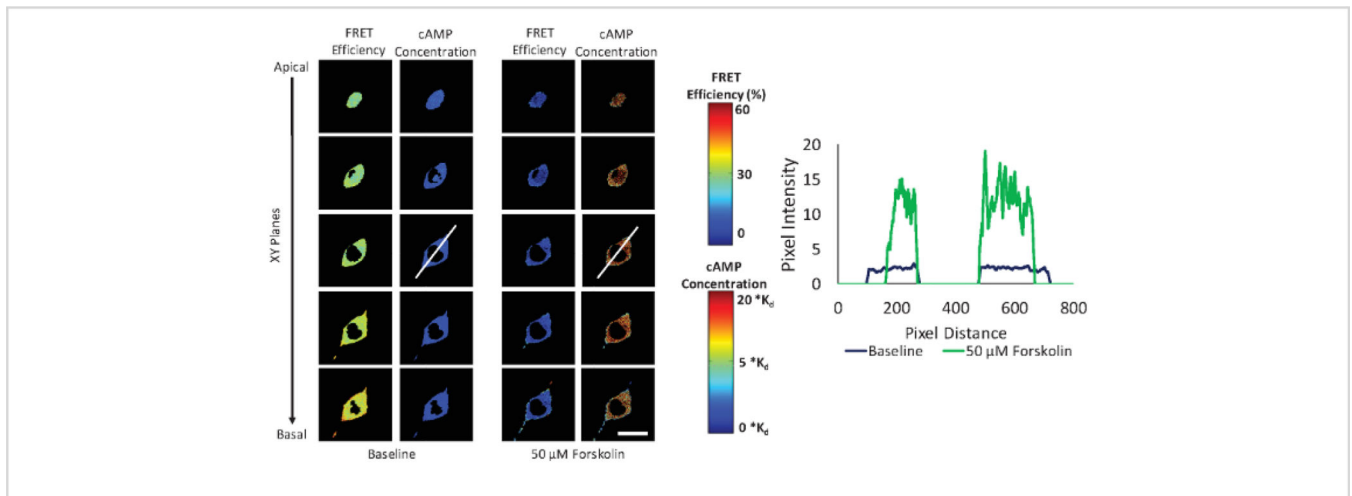 FRET
Efficiency
cAMP
Concentration
FRET
Efficiency
cAMP
Concentration
Apical
XY Planes
Basal
Baseline
50 µM Forskolin
FRET
Efficiency (%)
60
30
0
cAMP
Concentration
20 *Kd
5 *Kd
0 *Kd
Pixel Intensity
20
15
10
5
0
0 200 400 600 800
Pixel Distance
Baseline 50 µM Forskolin